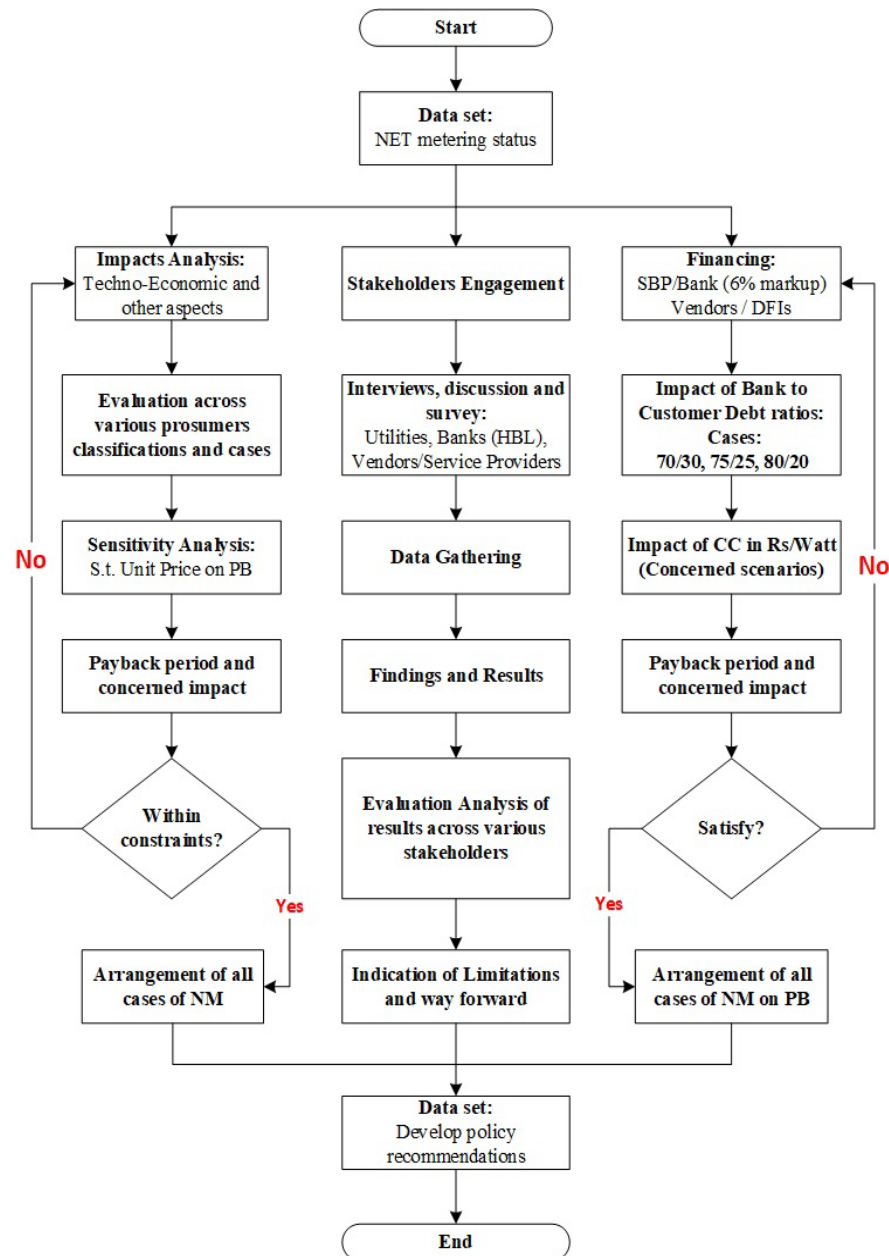 Start
Data set:
NET metering status
Impacts Analysis:
Techno-Economic and
other aspects
Evaluation across
various prosumers
classifications and cases
Sensitivity Analysis:
S.t. Unit Price on PB
Payback period and
concerned impact
Within
constraints?
No
Yes
Arrangement of all
cases of NM
Stakeholders Engagement
Interviews, discussion and
survey:
Utilities, Banks (HBL),
Vendors/Service Providers
Data Gathering
Findings and Results
Evaluation Analysis of
results across various
stakeholders
Indication of Limitations
and way forward
Financing:
SBP/Bank (6% markup)
Vendors / DFIs
Impact of Bank to
Customer Debt ratios:
Cases:
70/30, 75/25, 80/20
Impact of CC in Rs/Watt
(Concerned scenarios)
Payback period and
concerned impact
Satisfy?
No
Yes
Arrangement of all
cases of NM on PB
Data set:
Develop policy
recommendations
End